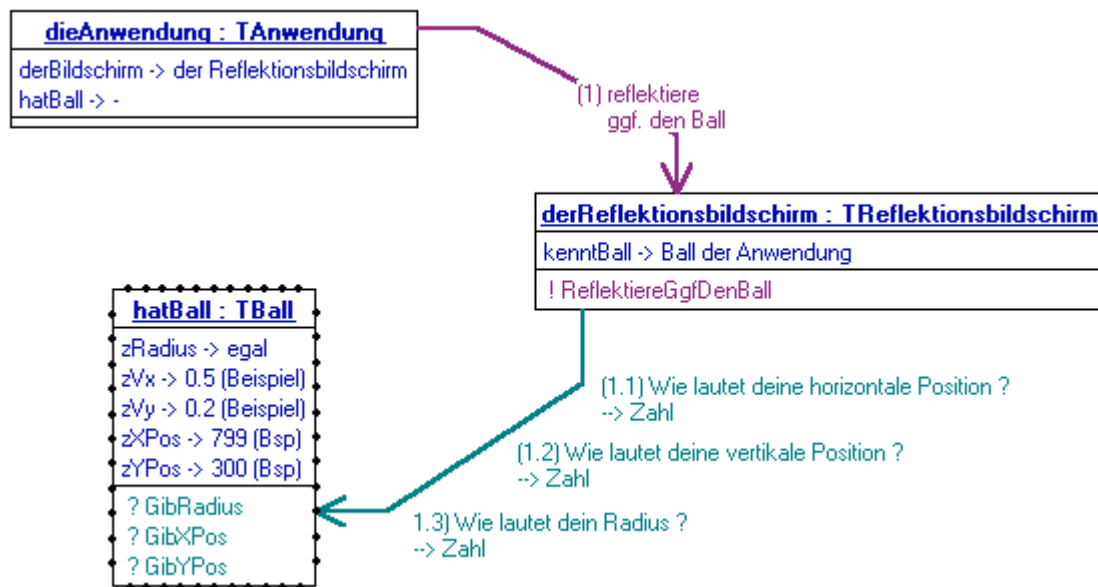 dieAnwendung : TAnwendung
derBildschirm -> der Reflektionsbildschirm
hatBall -> -
(1) reflektiere
ggf. den Ball
derReflektionsbildschirm : TReflektionsbildschirm
kenntBall -> Ball der Anwendung
! ReflektiereGgfDenBall
hatBall : TBall
zRadius -> egal
zVx -> 0.5 (Beispiel)
zVy -> 0.2 (Beispiel)
zXPos -> 799 (Bsp)
zYPos -> 300 (Bsp)
? GibRadius
? GibXPos
? GibYPos
(1.1) Wie lautet deine horizontale Position ?
--> Zahl
(1.2) Wie lautet deine vertikale Position ?
--> Zahl
1.3) Wie lautet dein Radius ?
--> Zahl